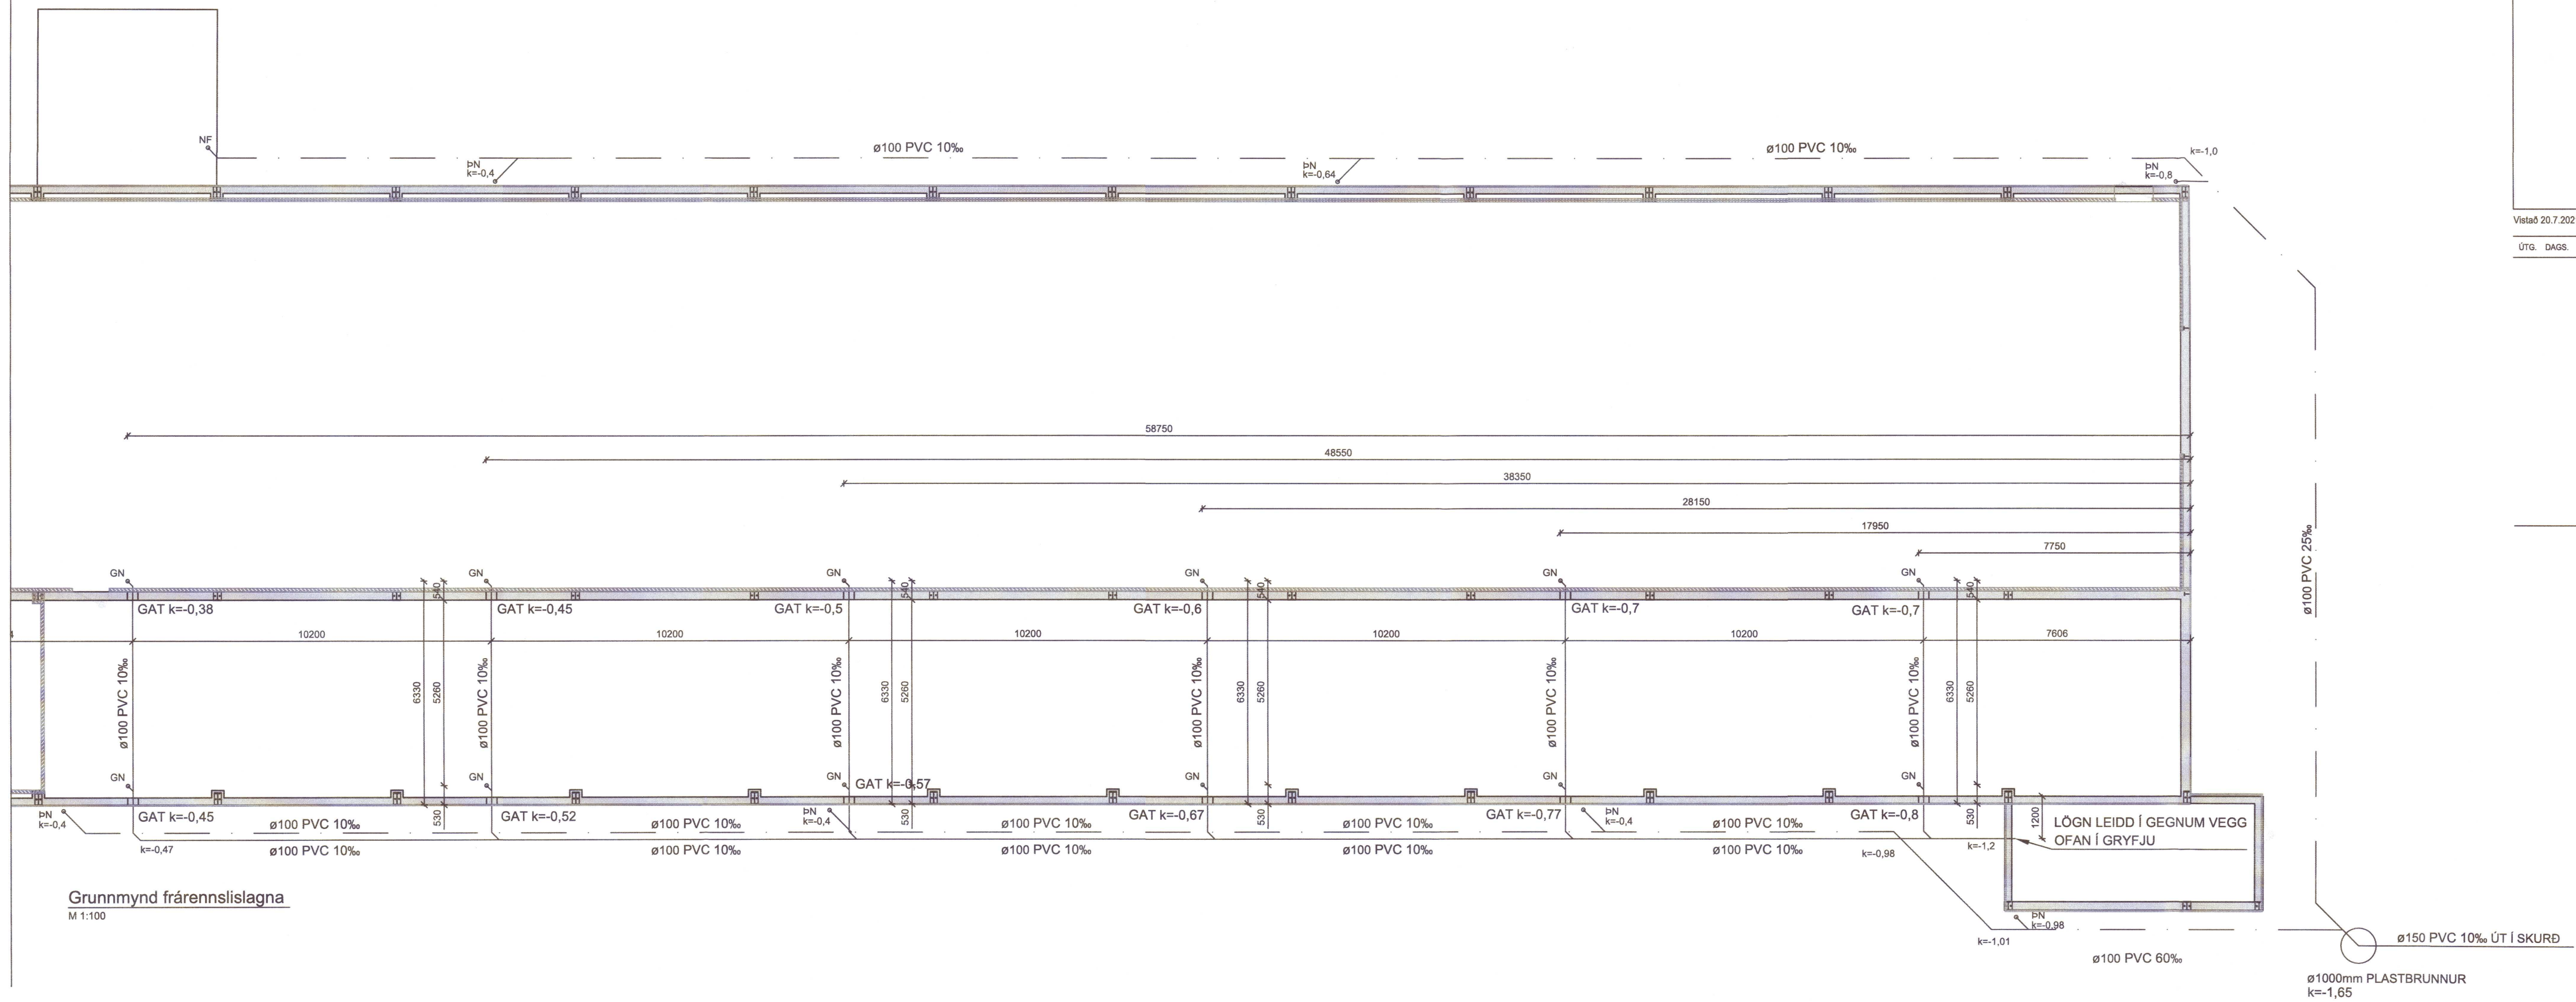 NF
ø100 PVC 10‰
ø100 PVC 10‰
k=-1,0
ÞN
k=-0,4
ÞN
k=-0,64
ÞN
k=-0,8
Vistað 20.7.202
ÚTG. DAGS.
58750
48550
38350
28150
17950
7750
ø100 PVC 25‰
GN
GN
GN
GN
GN
GN
540
540
540
540
GAT k=-0,38
GAT k=-0,45
GAT k=-0,5
GAT k=-0,6
GAT k=-0,7
GAT k=-0,7
10200
10200
10200
10200
10200
7606
ø100 PVC 10‰
6330
5260
ø100 PVC 10‰
ø100 PVC 10‰
6330
5260
ø100 PVC 10‰
6330
5260
ø100 PVC 10‰
ø100 PVC 10‰
6330
5260
GN
GN
GN
GN
GN
GN
GAT k=-0,57
ÞN
k=-0,4
GAT k=-0,45
ø100 PVC 10‰
530
GAT k=-0,52
ø100 PVC 10‰
ÞN
k=-0,4
530
ø100 PVC 10‰
GAT k=-0,67
530
ø100 PVC 10‰
GAT k=-0,77
ÞN
k=-0,4
ø100 PVC 10‰
GAT k=-0,8
530
1200
LÖGN LEIDD Í GEGNUM VEGG
OFAN Í GRYFJU
k=-0,47
ø100 PVC 10‰
ø100 PVC 10‰
ø100 PVC 10‰
ø100 PVC 10‰
ø100 PVC 10‰
k=-0,98
k=-1,2
Grunnmynd frárennslislagna
M 1:100
ÞN
k=-0,98
k=-1,01
ø100 PVC 60‰
ø150 PVC 10‰ ÚT Í SKURÐ
ø1000mm PLASTBRUNNUR
k=-1,65